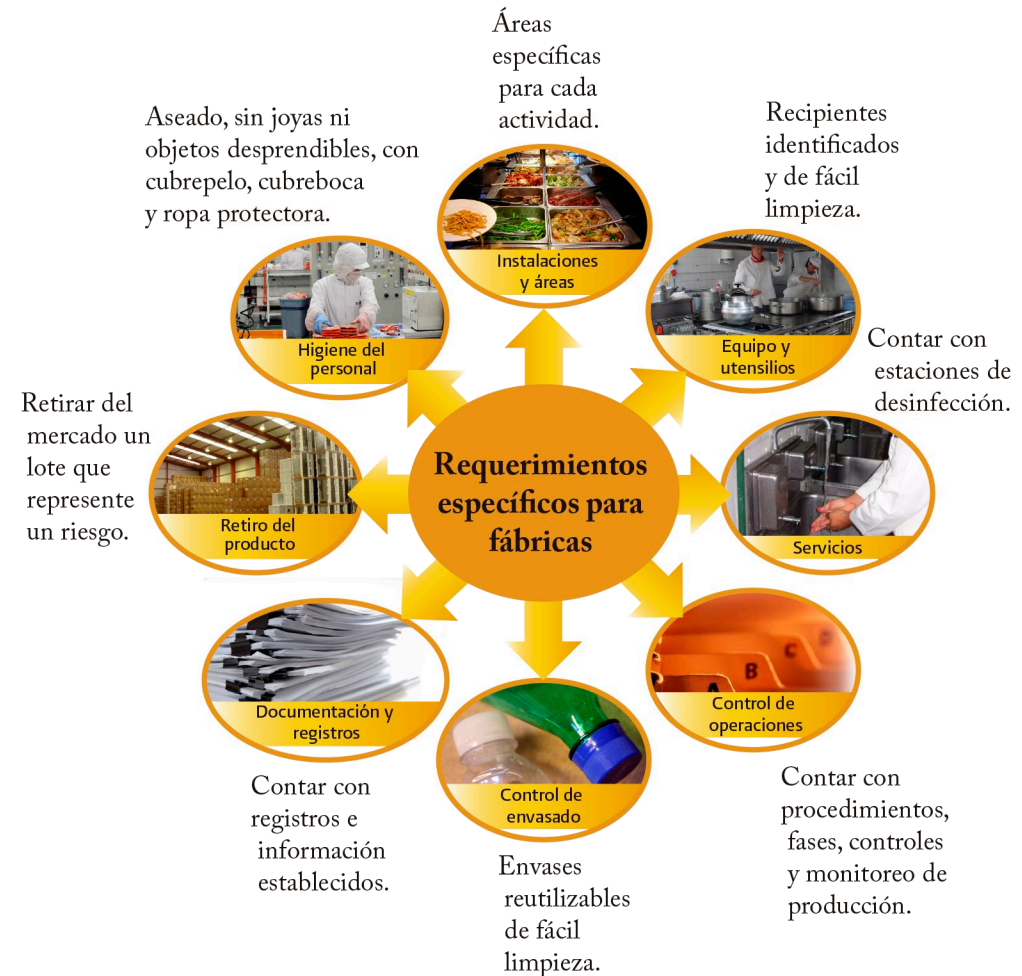 Áreas
específicas
para cada
actividad.
Instalaciones
y áreas
Recipientes
identificados
y de fácil
limpieza.
Equipo y
utensilios
Contar con
estaciones de
desinfección.
Servicios
Control de
operaciones
Contar con
procedimientos,
fases, controles
y monitoreo de
producción.
Control de
envasado
Envases
reutilizables
de fácil
limpieza.
Documentación y
registros
Contar con
registros e
información
establecidos.
Retirar del
mercado un
lote que
represente
un riesgo.
Retiro del
producto
Aseado, sin joyas ni
objetos desprendibles, con
cubrepelo, cubreboca
y ropa protectora.
Higiene del
personal
Requerimientos
específicos para
fábricas
A
B
C